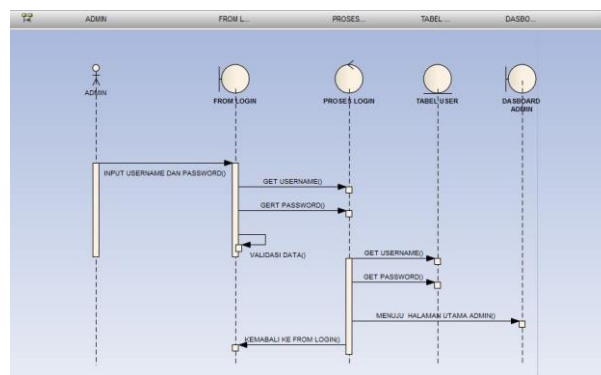 ADMIN
FROM L...
PROSES...
TABEL ...
DASBO...
ADMIN
FROM LOGIN
PROSES LOGIN
TABEL USER
DASBOARD
ADMIN
INPUT USERNAME DAN PASSWORD()
GET USERNAME()
GERT PASSWORD()
VALIDASI DATA()
GET USERNAME()
GET PASSWORD()
MENUJU HALAMAN UTAMA ADMIN()
KEMABALI KE FROM LOGIN()